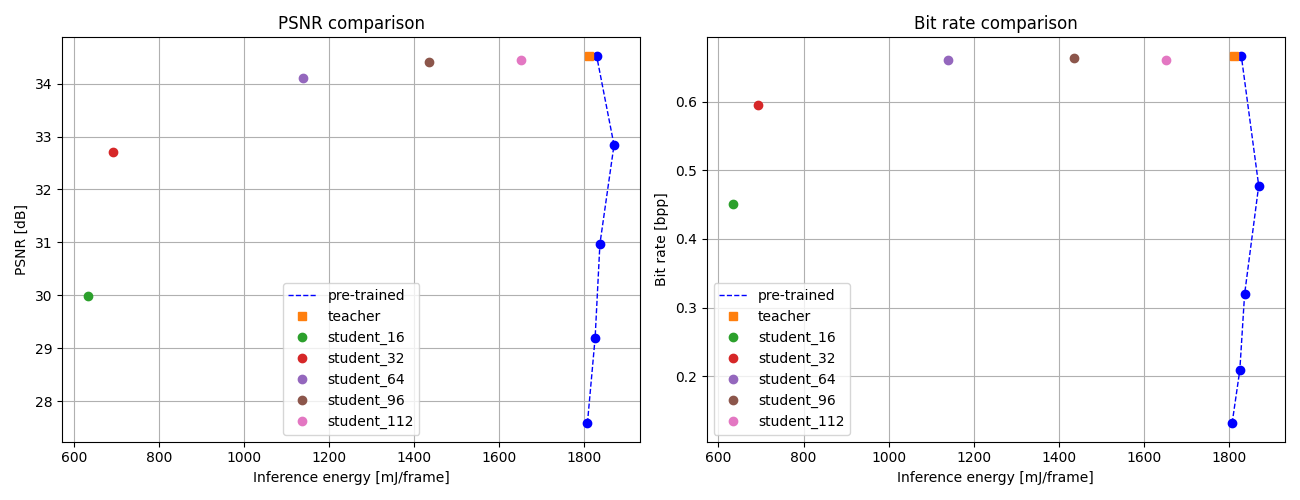 PSNR comparison
PSNR [dB]
34
33
32
31
30
29
28
pre-trained
teacher
student_16
student_32
student_64
student_96
student_112
600 800 1000 1200 1400 1600 1800
Inference energy [mJ/frame]
Bit rate comparison
Bit rate [bpp]
0.6
0.5
0.4
0.3
0.2
pre-trained
teacher
student_16
student_32
student_64
student_96
student_112
600 800 1000 1200 1400 1600 1800
Inference energy [mJ/frame]